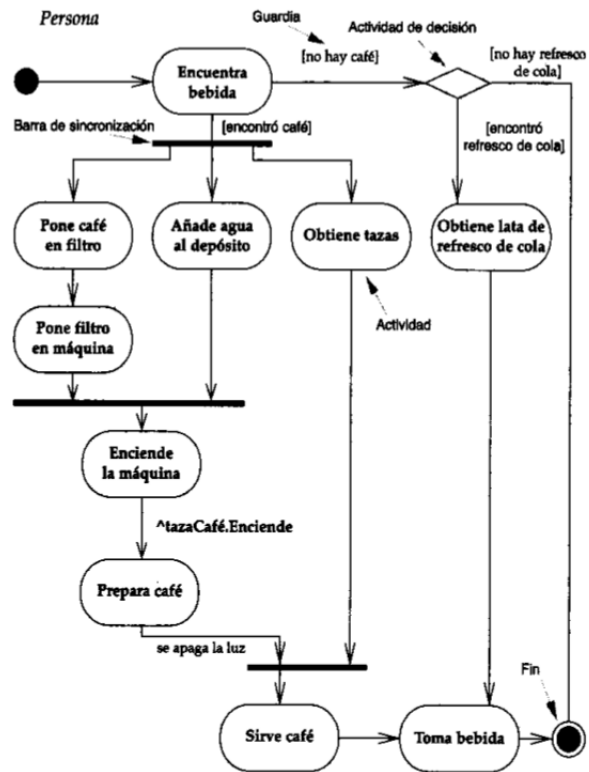 Persona
Guardia
Actividad de decisión
[no hay café]
[no hay refresco
de cola]
Encuentra
bebida
Barra de sincronización
[encontró café]
[encontró
refresco de cola]
Pone café
en filtro
Añade agua
al depósito
Obtiene tazas
Obtiene lata de
refresco de cola
Actividad
Pone filtro
en máquina
Enciende
la máquina
^tazaCafé.Enciende
Prepara café
se apaga la luz
Fin
Sirve café
Toma bebida